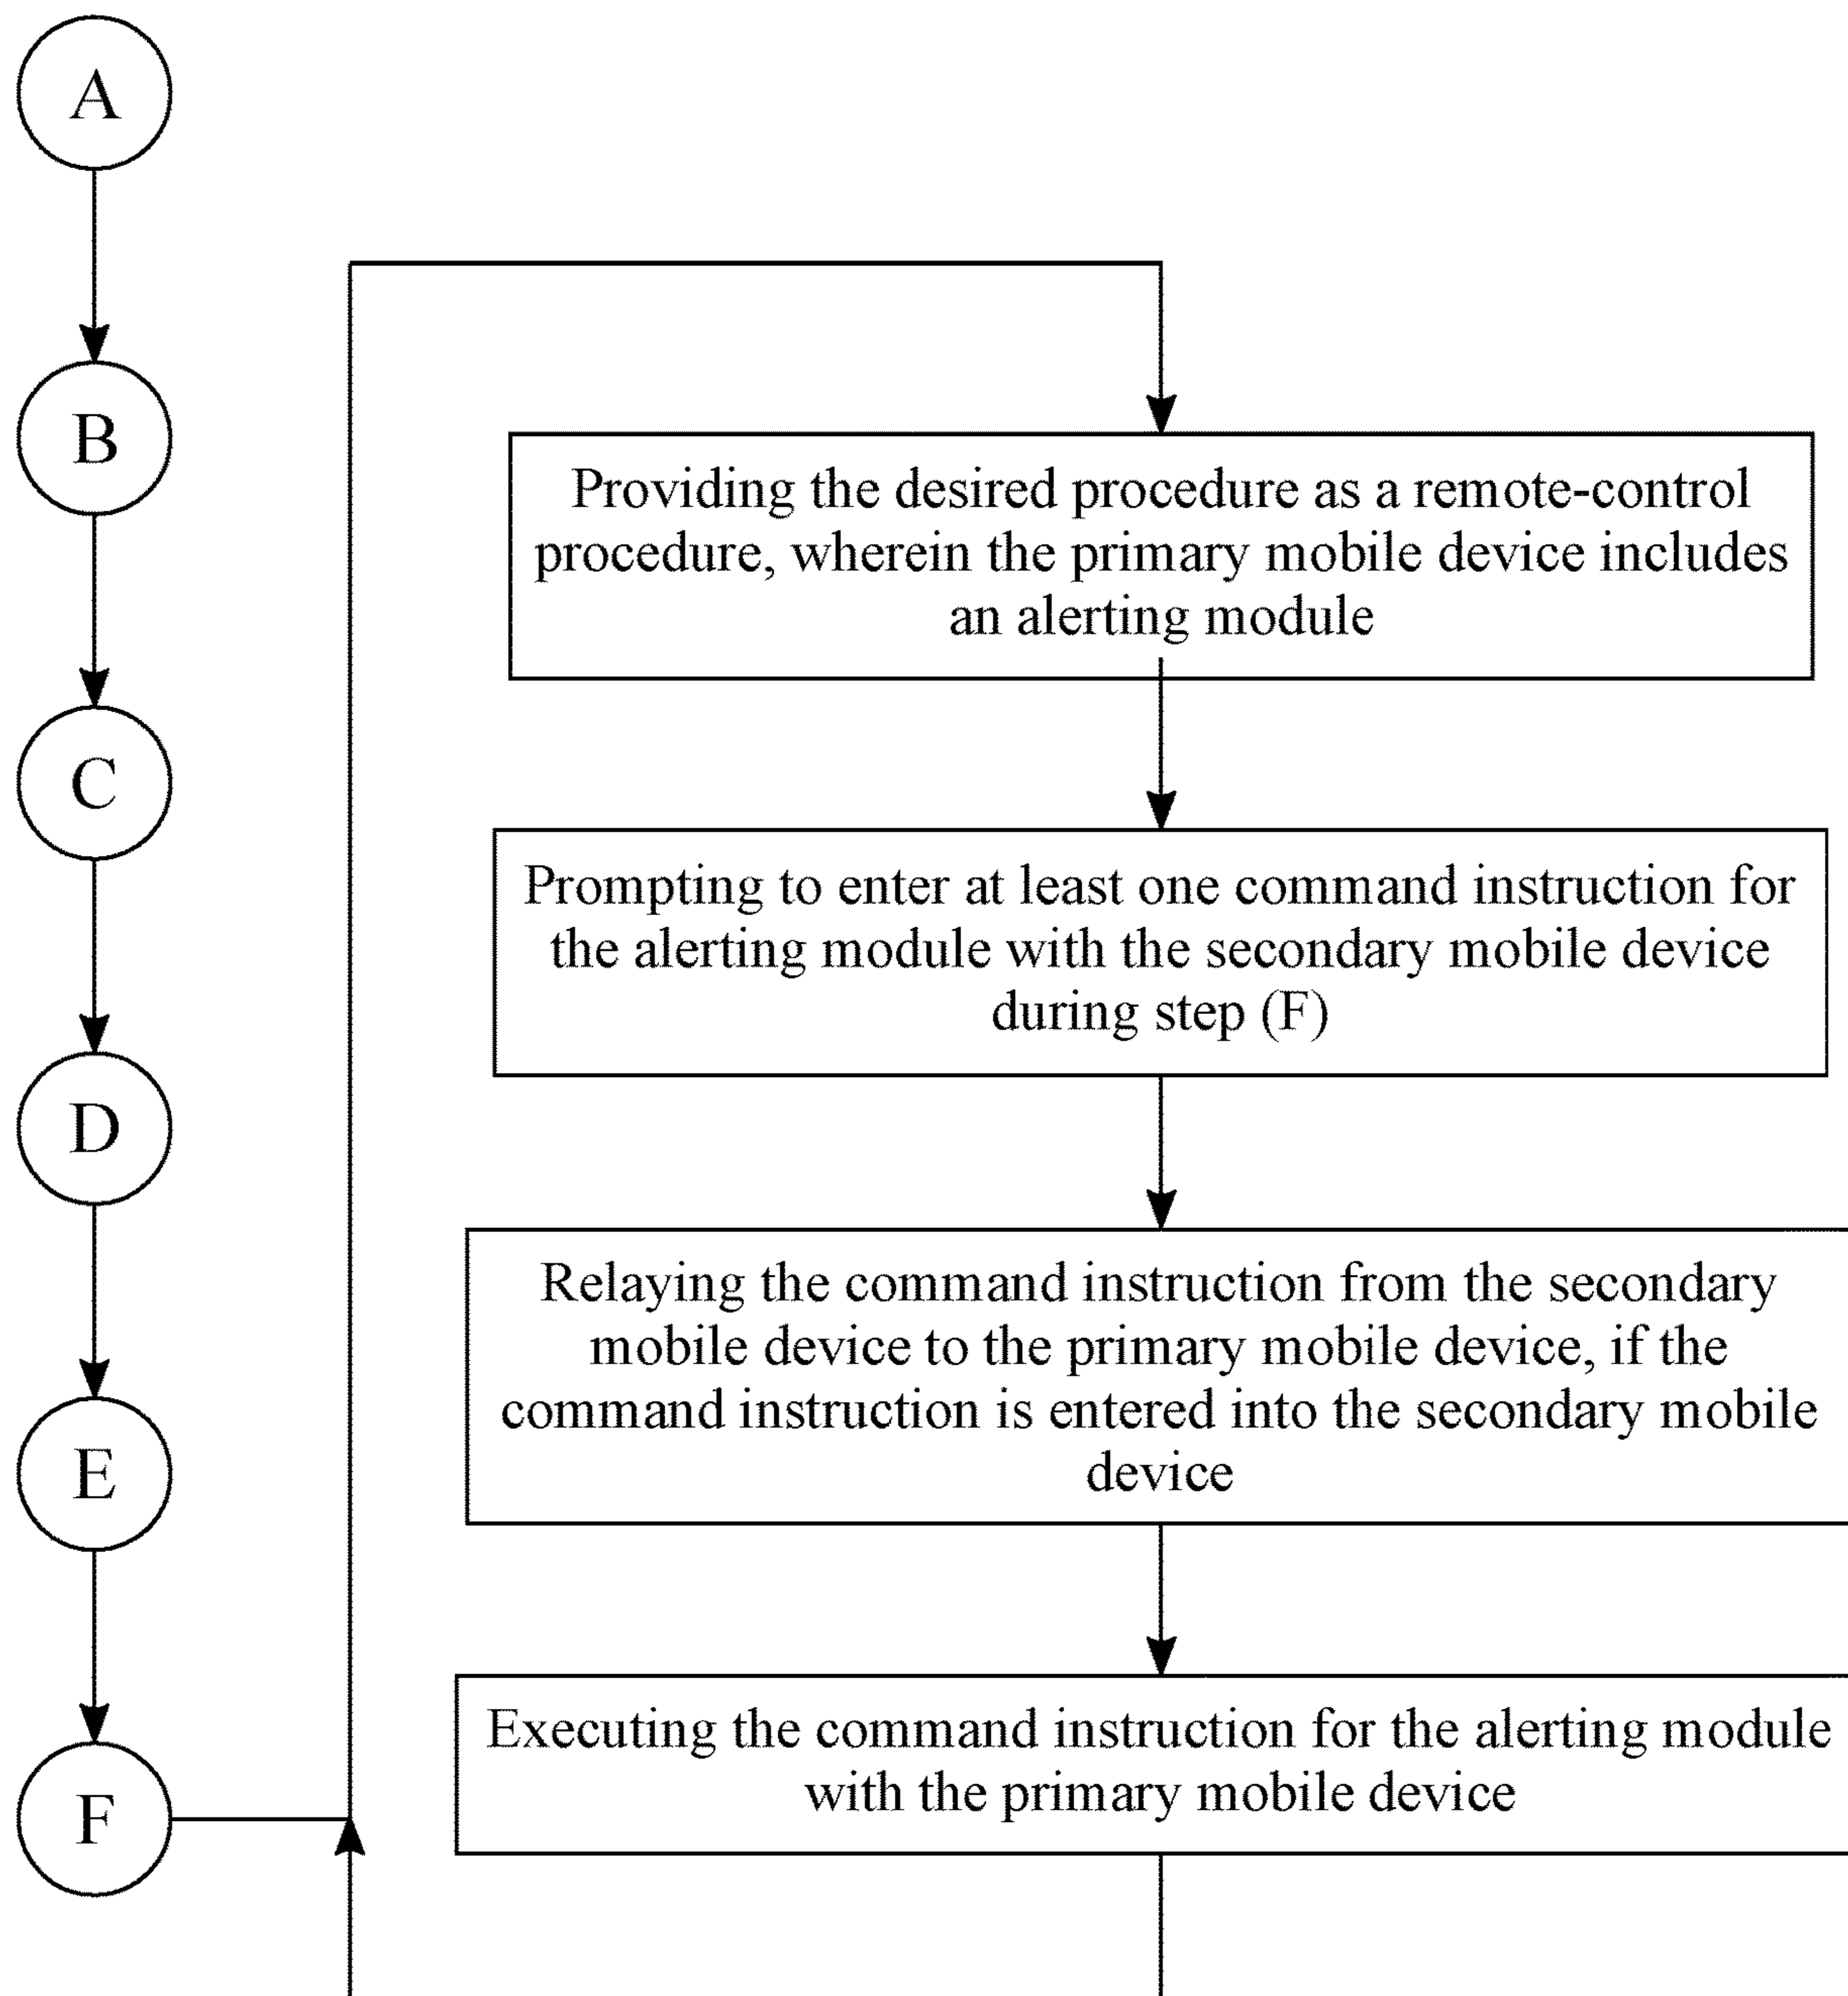 A
B
C
D
E
F
Providing the desired procedure as a remote-control
procedure, wherein the primary mobile device includes
an alerting module
Prompting to enter at least one command instruction for
the alerting module with the secondary mobile device
during step (F)
Relaying the command instruction from the secondary
mobile device to the primary mobile device, if the
command instruction is entered into the secondary mobile
device
Executing the command instruction for the alerting module
with the primary mobile device